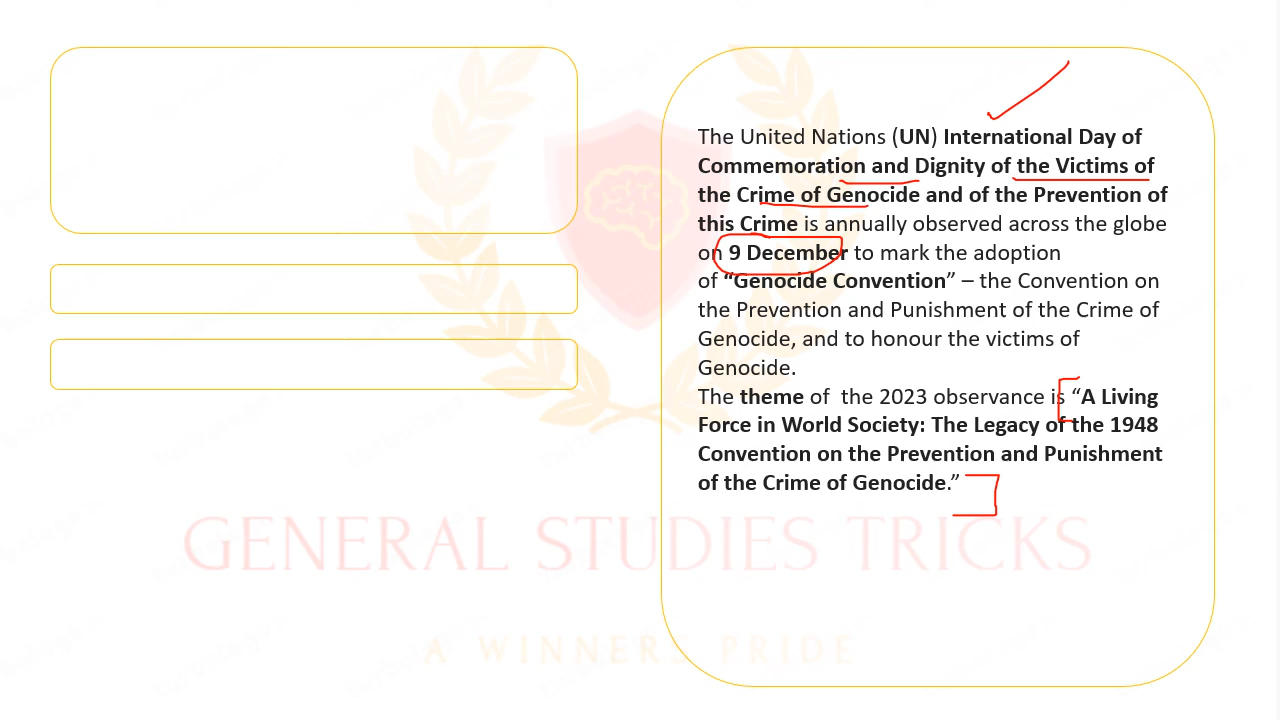 The United Nations (UN) International Day of
Commemoration and Dignity of the Victims of
the Crime of Genocide and of the Prevention of
this Crime is annually observed across the globe
on 9 December to mark the adoption
of “Genocide Convention” – the Convention on
the Prevention and Punishment of the Crime of
Genocide, and to honour the victims of
Genocide.
The theme of  the 2023 observance is “A Living
Force in World Society: The Legacy of the 1948
Convention on the Prevention and Punishment
of the Crime of Genocide.”
GENERAL STUDIES TRICKS
A WINNERS PRIDE